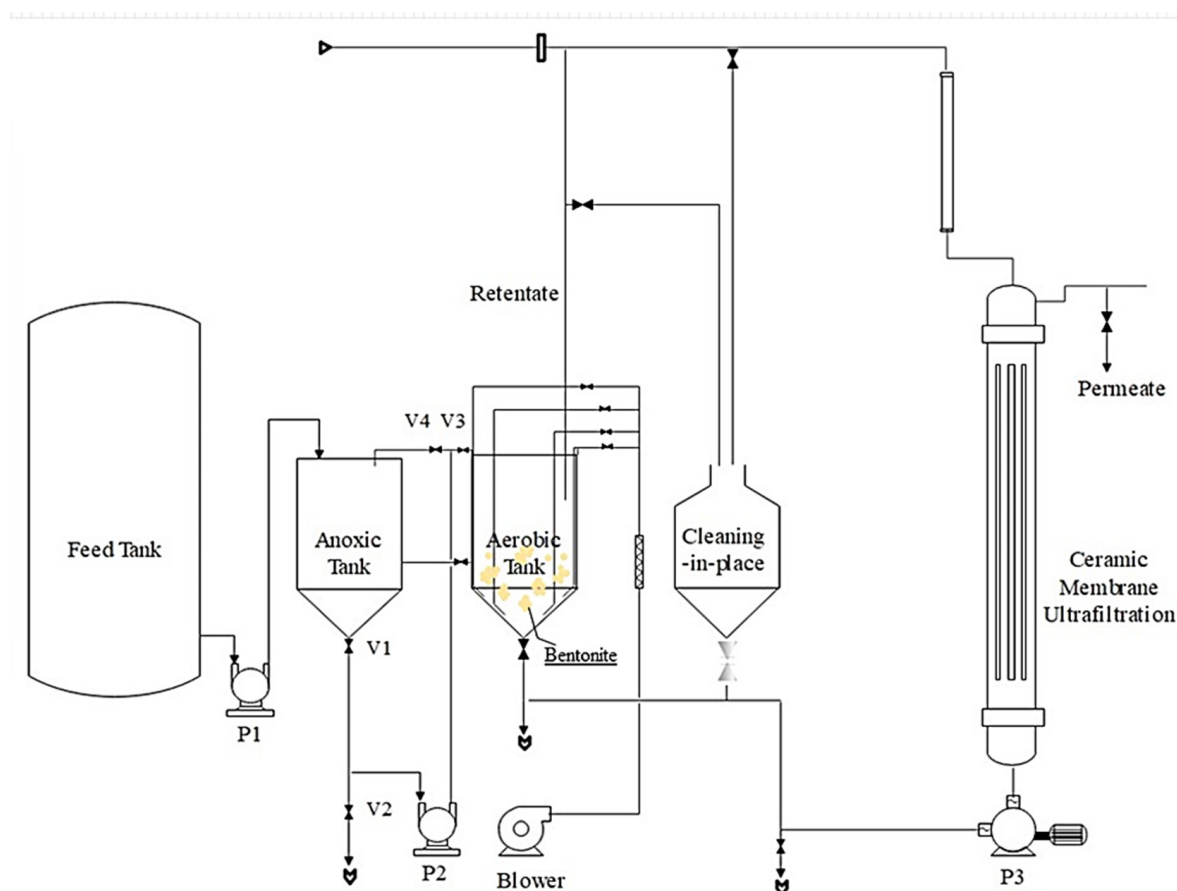 Retentate
Permeate
V4 V3
Feed Tank
Anoxic
Tank
Aerobic
Tank
Cleaning
-in-place
Ceramic
Membrane
Ultrafiltration
V1
Bentonite
P1
V2
P2
Blower
P3